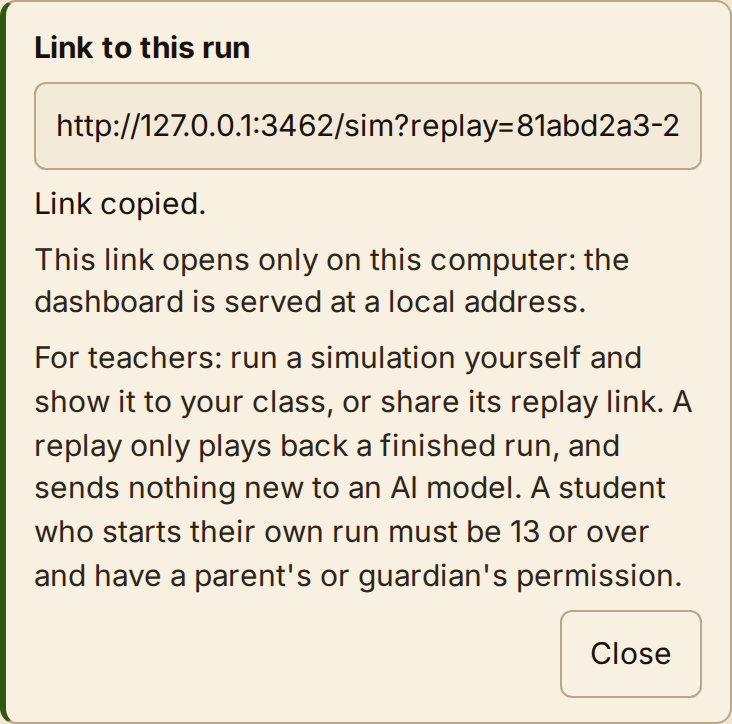 Link to this run
http://127.0.0.1:3462/sim?replay=81abd2a3-2
Link copied.
This link opens only on this computer: the
dashboard is served at a local address.
For teachers: run a simulation yourself and
show it to your class, or share its replay link. A
replay only plays back a finished run, and
sends nothing new to an AI model. A student
who starts their own run must be 13 or over
and have a parent's or guardian's permission.
Close